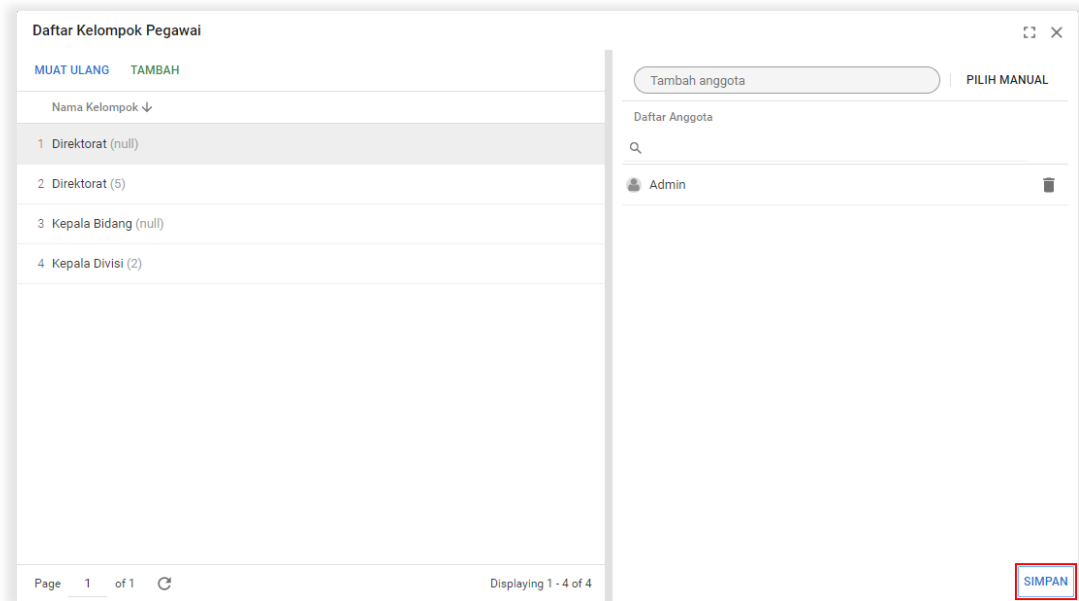 Daftar Kelompok Pegawai
MUAT ULANG TAMBAH
Nama Kelompok
1 Direktorat (null)
2 Direktorat (5)
3 Kepala Bidang (null)
4 Kepala Divisi (2)
Page 1 of 1
Displaying 1 - 4 of 4
Tambah anggota
PILIH MANUAL
Daftar Anggota
Admin
SIMPAN